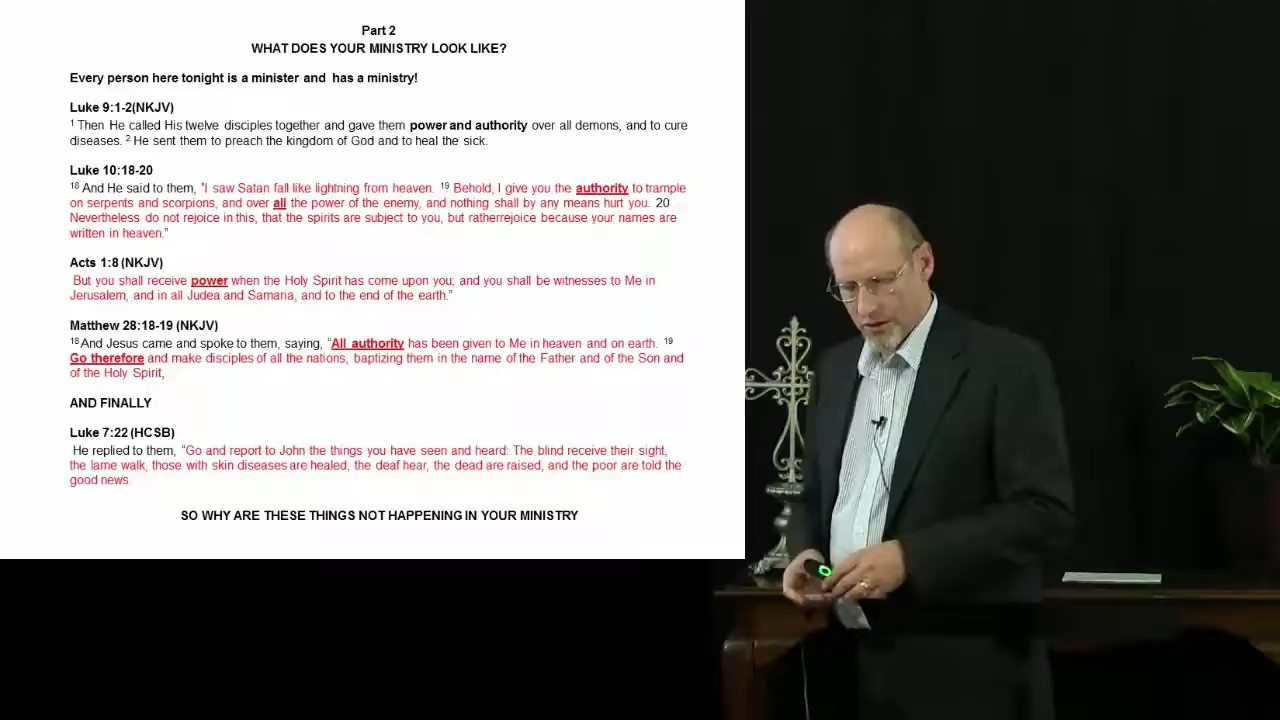 Part 2
WHAT DOES YOUR MINISTRY LOOK LIKE?
Every person here tonight is a minister and has a ministry!
Luke 9:1-2(NKJV)
1 Then He called His twelve disciples together and gave them power and authority over all demons, and to cure
diseases. 2 He sent them to preach the kingdom of God and to heal the sick.
Luke 10:18-20
18 And He said to them, "I saw Satan fall like lightning from heaven. 19 Behold, I give you the authority to trample
on serpents and scorpions, and over all the power of the enemy, and nothing shall by any means hurt you. 20
Nevertheless do not rejoice in this, that the spirits are subject to you, but ratherrejoice because your names are
written in heaven."
Acts 1:8 (NKJV)
But you shall receive power when the Holy Spirit has come upon you; and you shall be witnesses to Me in
Jerusalem, and in all Judea and Samaria, and to the end of the earth."
Matthew 28:18-19 (NKJV)
18 And Jesus came and spoke to them, saying, "All authority has been given to Me in heaven and on earth. 19
Go therefore and make disciples of all the nations, baptizing them in the name of the Father and of the Son and
of the Holy Spirit,
AND FINALLY
Luke 7:22 (HCSB)
He replied to them, "Go and report to John the things you have seen and heard: The blind receive their sight,
the lame walk, those with skin diseases are healed, the deaf hear, the dead are raised, and the poor are told the
good news.
SO WHY ARE THESE THINGS NOT HAPPENING IN YOUR MINISTRY